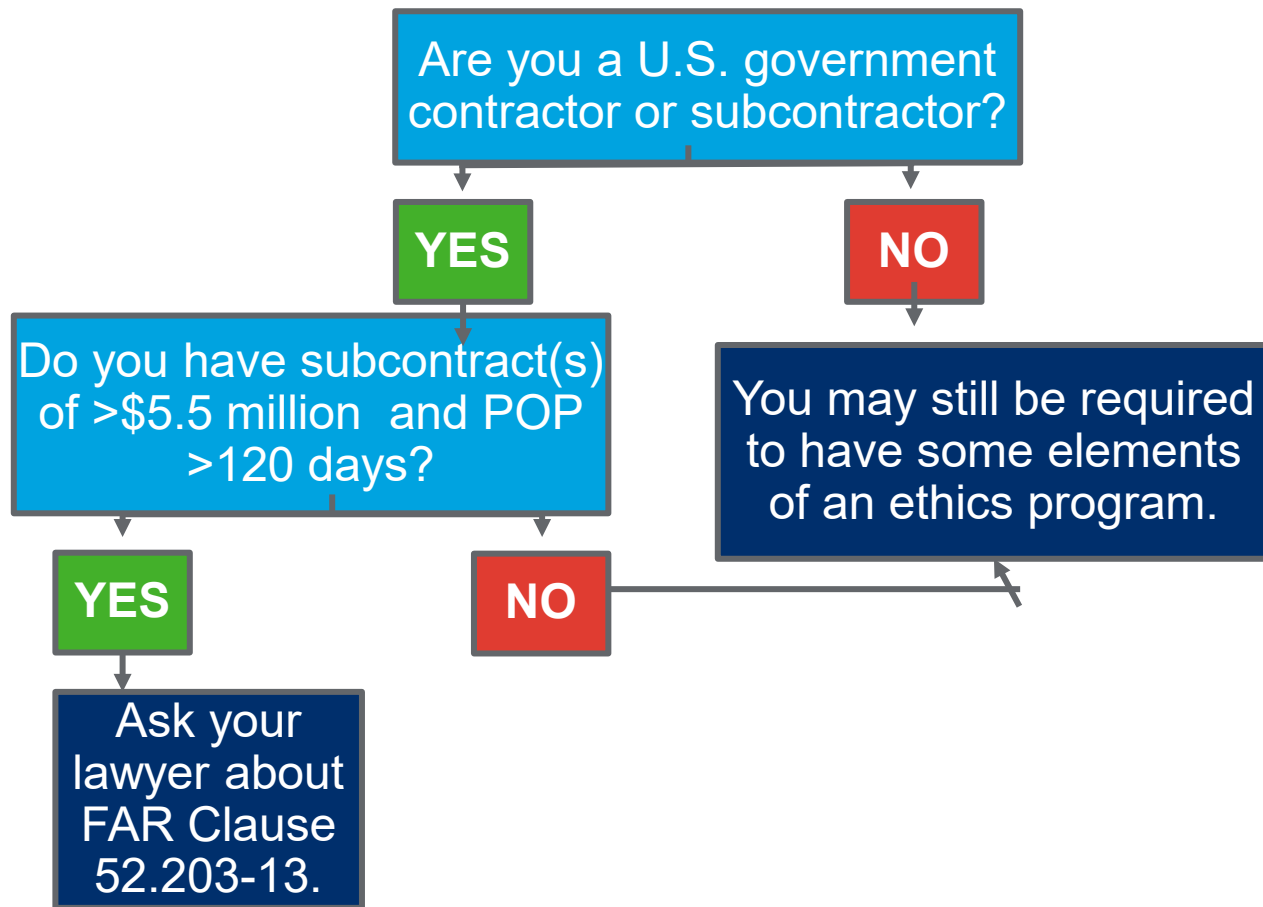 Are you a U.S. government
contractor or subcontractor?
YES
NO
Do you have subcontract(s)
of >$5.5 million and POP
>120 days?
You may still be required
to have some elements
of an ethics program.
YES
NO
Ask your
lawyer about
FAR Clause
52.203-13.